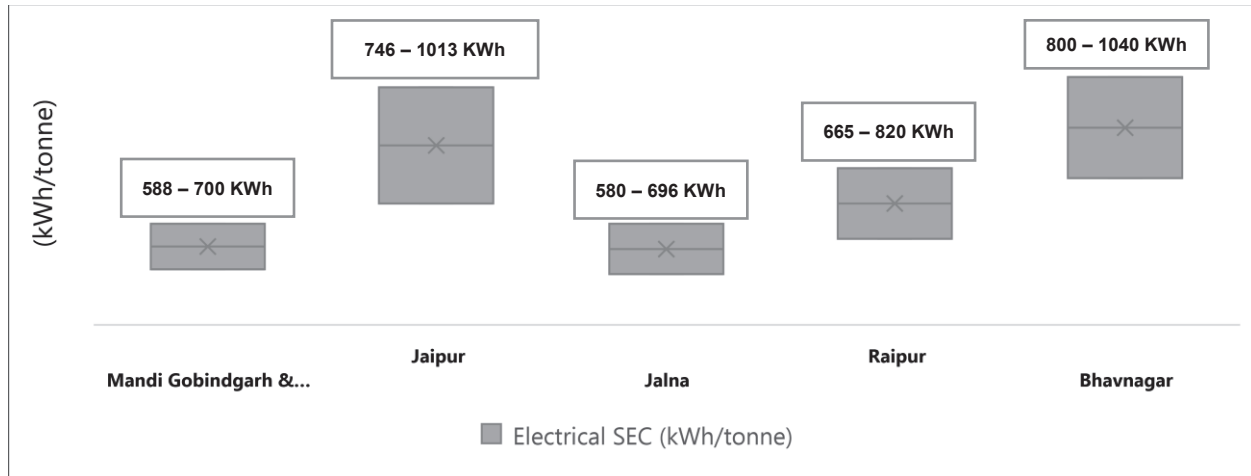 746 – 1013 KWh
800 – 1040 KWh
665 – 820 KWh
588 – 700 KWh
580 – 696 KWh
(kWh/tonne)
Jaipur
Raipur
Mandi Gobindgarh &...
Jalna
Bhavnagar
Electrical SEC (kWh/tonne)